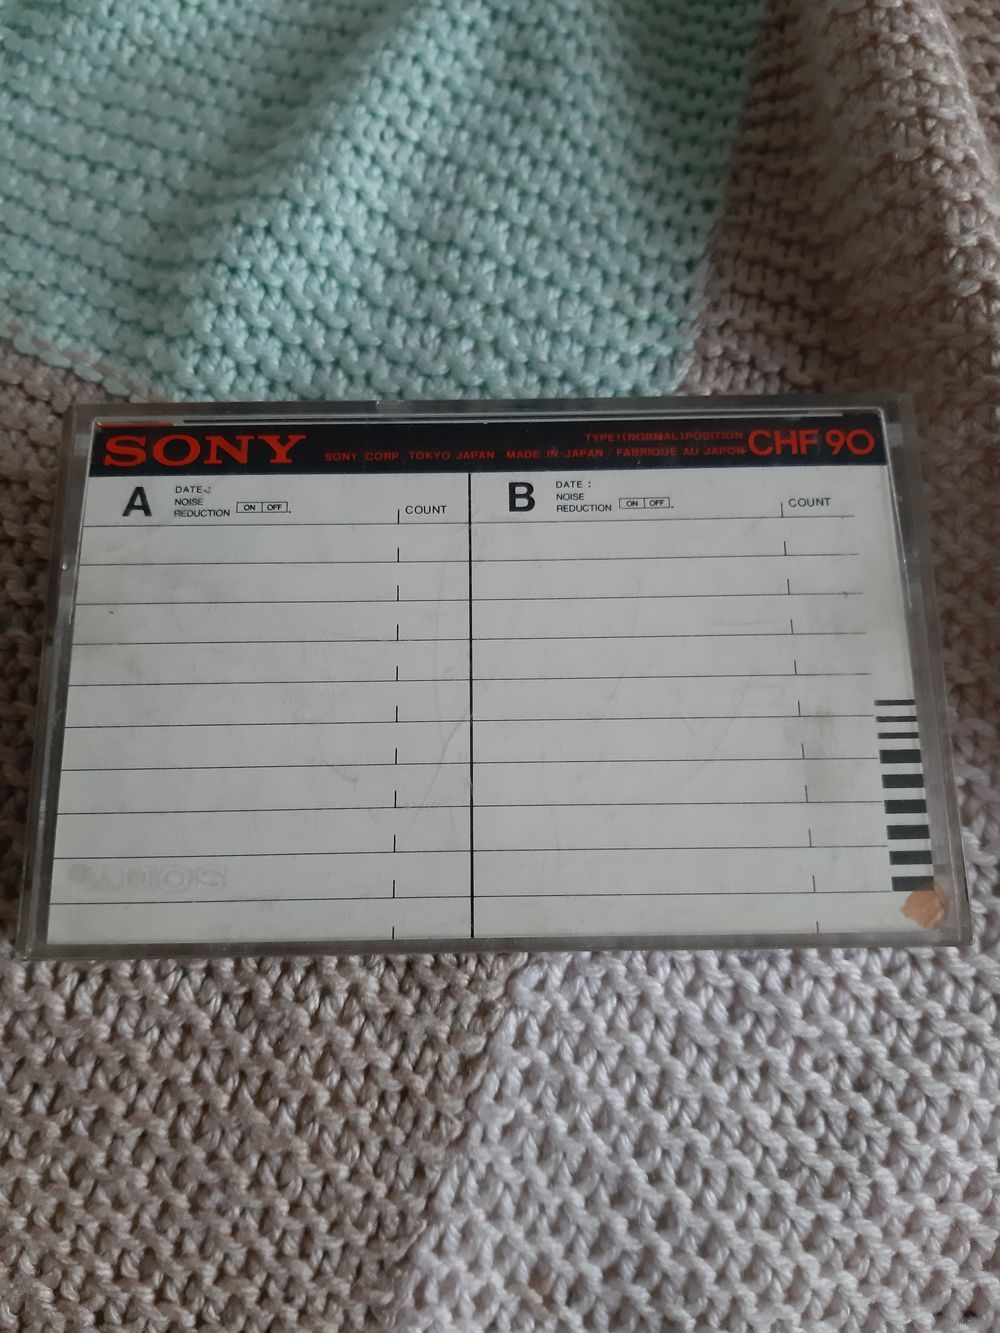 SONY
TYPE I (NORMAL) POSITION
SONY CORP. TOKYO JAPAN MADE IN JAPAN / FABRIQUE AU JAPON
CHF 90
A
DATE:
NOISE
REDUCTION ON OFF.
COUNT
B
DATE :
NOISE
REDUCTION ON OFF.
COUNT
SONY